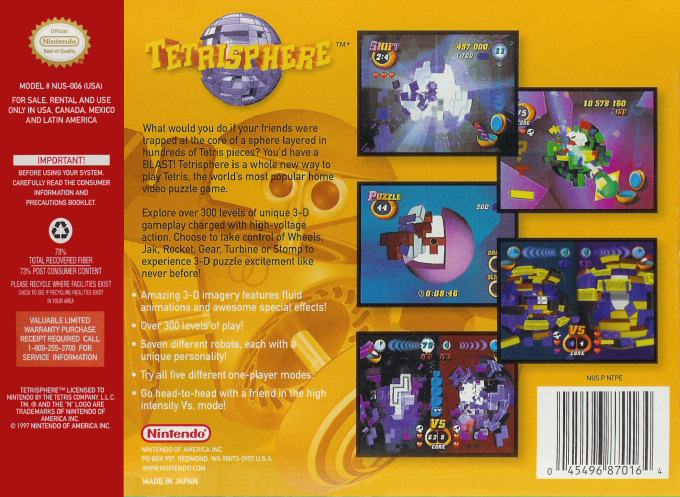 Official
Nintendo
Seal of Quality
MODEL # NUS-006 (USA)
FOR SALE, RENTAL AND USE
ONLY IN USA, CANADA, MEXICO
AND LATIN AMERICA
IMPORTANT!
BEFORE USING YOUR SYSTEM,
CAREFULLY READ THE CONSUMER
INFORMATION AND
PRECAUTIONS BOOKLET.
78%
TOTAL RECOVERED FIBER
73% POST CONSUMER CONTENT
PLEASE RECYCLE WHERE FACILITIES EXIST
CHECK TO SEE IF RECYCLING FACILITIES EXIST
IN YOUR AREA
VALUABLE LIMITED
WARRANTY PURCHASE
RECEIPT REQUIRED CALL
1-800-255-3700 FOR
SERVICE INFORMATION
TETRISPHERE™ LICENSED TO
NINTENDO BY THE TETRIS COMPANY, L.L.C.
TM, ® AND THE "N" LOGO ARE
TRADEMARKS OF NINTENDO OF
AMERICA INC.
© 1997 NINTENDO OF AMERICA INC.
TETRISPHERE™
What would you do if your friends were
trapped at the core of a sphere layered in
hundreds of Tetris pieces? You'd have a
BLAST! Tetrisphere is a whole new way to
play Tetris, the world's most popular home
video puzzle game.
Explore over 300 levels of unique 3-D
gameplay charged with high-voltage
action. Choose to take control of Wheels,
Jak, Rocket, Gear, Turbine or Stomp to
experience 3-D puzzle excitement like
never before!
• Amazing 3-D imagery features fluid
animations and awesome special effects!
• Over 300 levels of play!
• Seven different robots, each with a
unique personality!
• Try all five different one-player modes!
• Go head-to-head with a friend in the high
intensity Vs. mode!
Nintendo
NINTENDO OF AMERICA INC.
PO BOX 957, REDMOND, WA 98073-0957 U.S.A.
WWW.NINTENDO.COM
MADE IN JAPAN
SHIFT
497 000
11
10 578 160
CORE
PUZZLE
44
200
0:08:46
VS
CORE
VS
CORE
NUS P NTPE
0 45496 87016 4